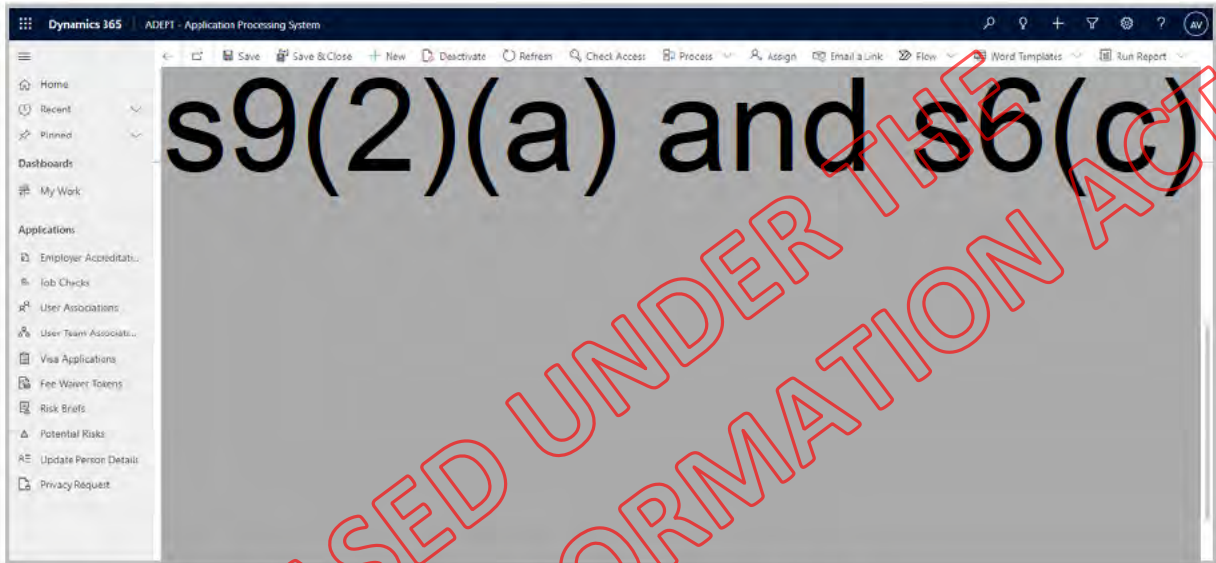 Dynamics 365 ADEPT - Application Processing System AV
Save Save & Close + New Deactivate Refresh Check Access Process Assign Email a Link Flow Word Templates Run Report
Home
Recent
Pinned
Dashboards
My Work
Applications
Employer Accreditati...
Job Checks
User Associations
User Team Associati...
Visa Applications
Fee Waiver Tokens
Risk Briefs
Potential Risks
Update Person Details
Privacy Request
s9(2)(a) and s6(c)
UNDER THE
ACT